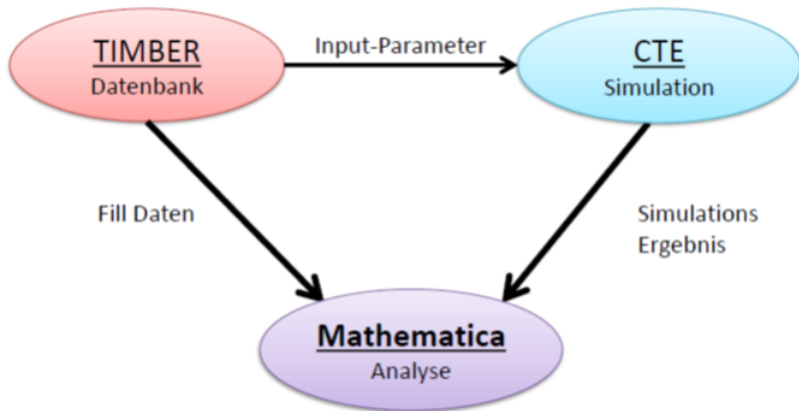 TIMBER
Datenbank
Input-Parameter
CTE
Simulation
Fill Daten
Simulations
Ergebnis
Mathematica
Analyse